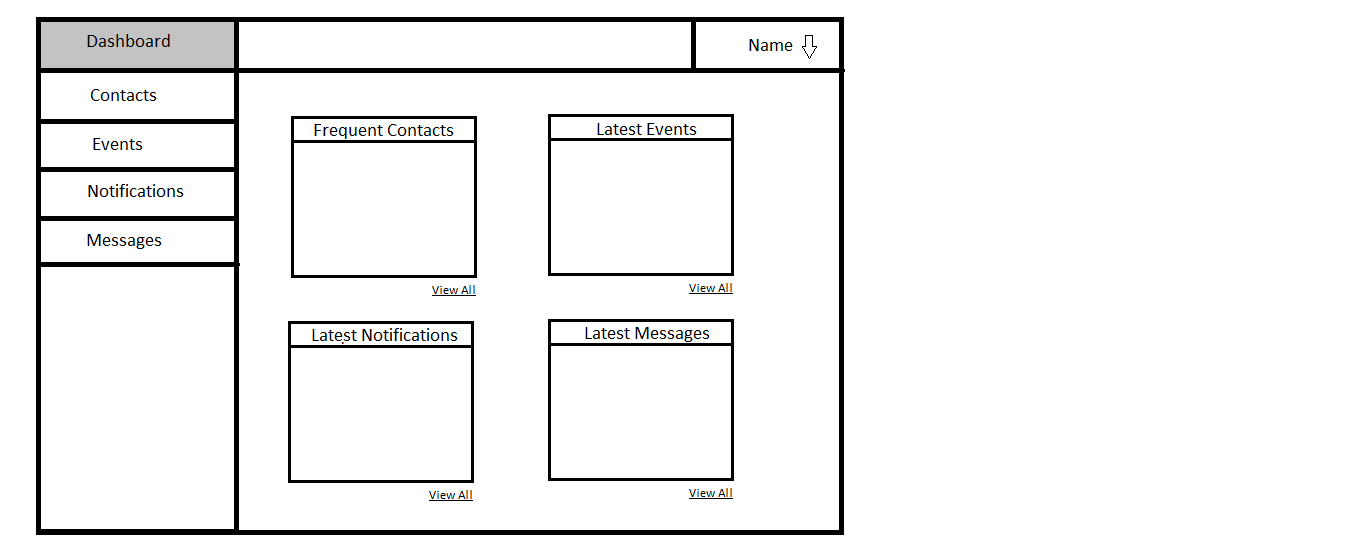 Dashboard
Name
Contacts
Events
Notifications
Messages
Frequent Contacts
Latest Events
View All
View All
Latest Notifications
Latest Messages
View All
View All